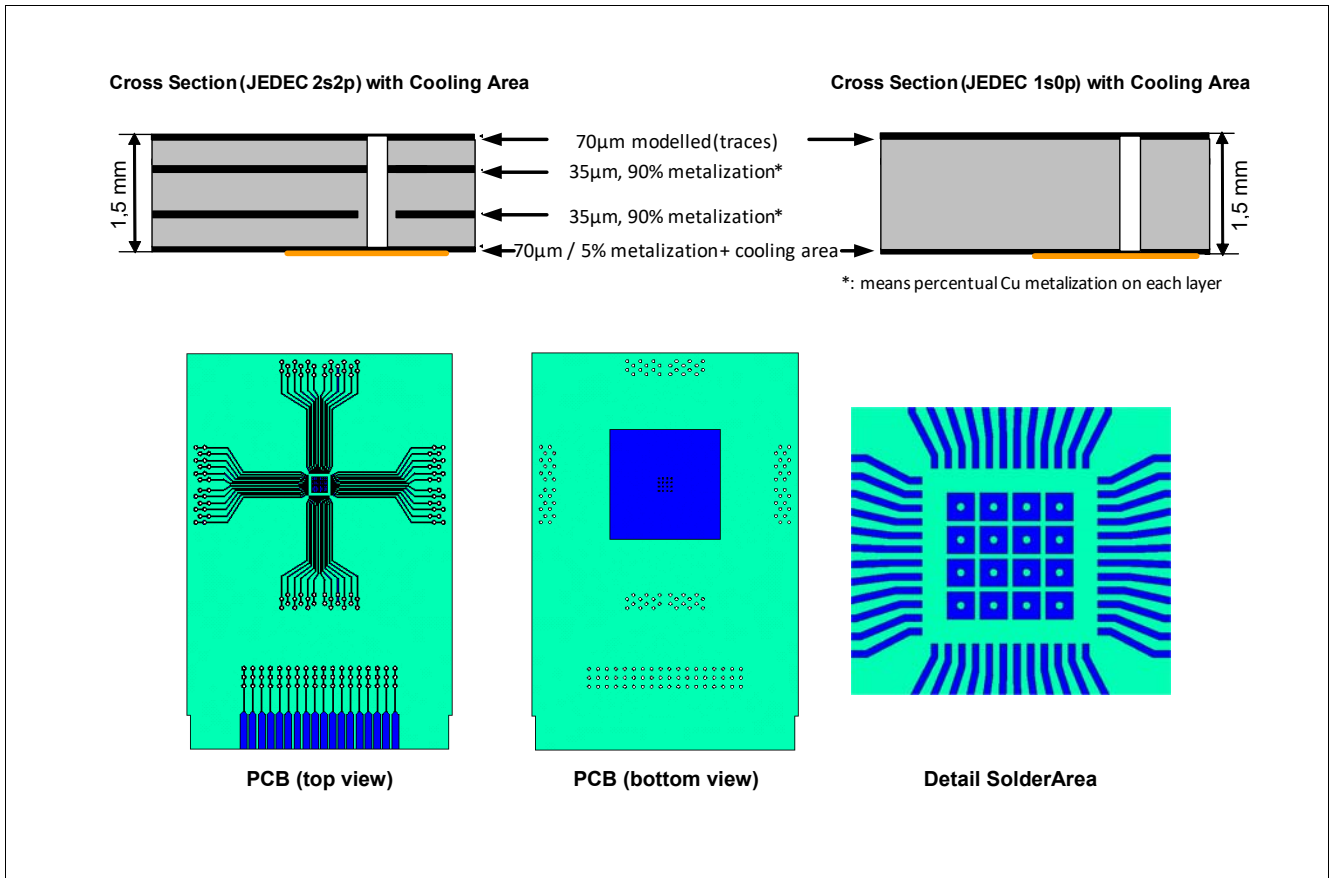 Cross Section (JEDEC 2s2p) with Cooling Area
Cross Section (JEDEC 1s0p) with Cooling Area
1,5 mm
70µm modelled (traces)
35µm, 90% metalization*
35µm, 90% metalization*
70µm / 5% metalization + cooling area
1,5 mm
*: means percentual Cu metalization on each layer
PCB (top view)
PCB (bottom view)
Detail SolderArea